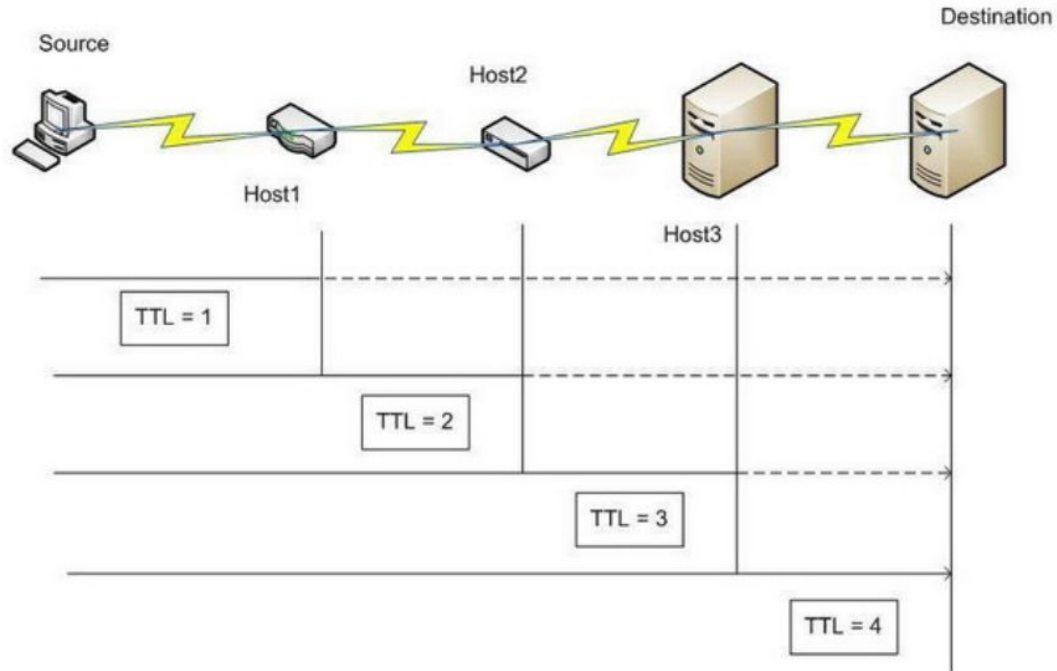 Destination
Source
Host2
Host1
Host3
TTL = 1
TTL = 2
TTL = 3
TTL = 4